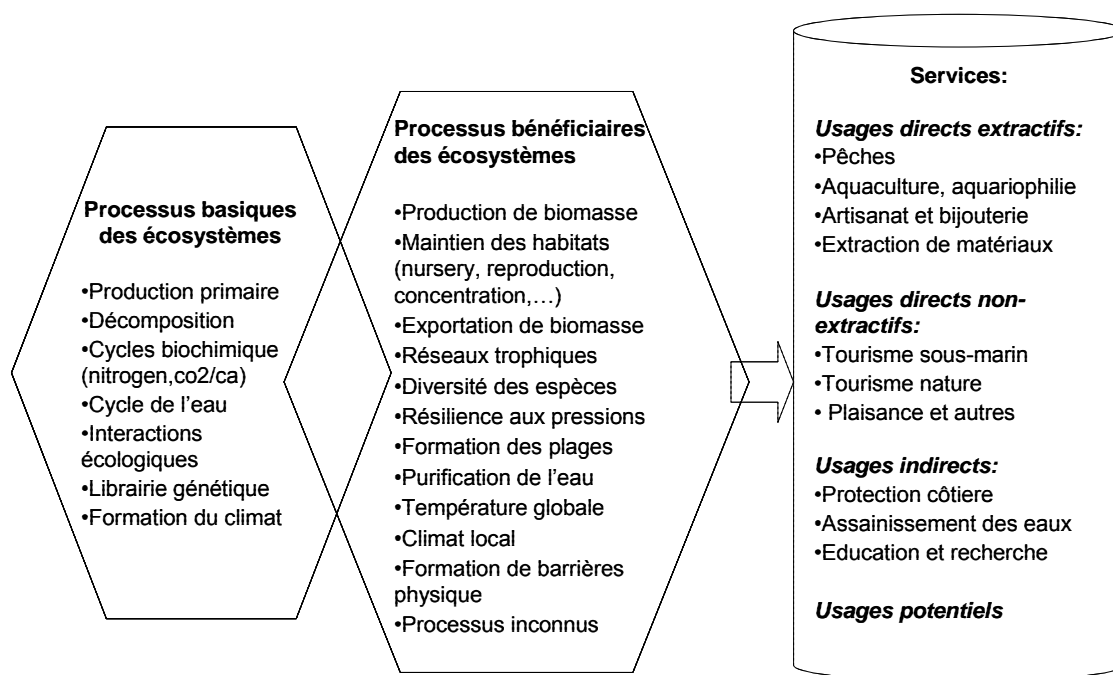 Processus basiques
des écosystèmes
•Production primaire
•Décomposition
•Cycles biochimique
(nitrogen,co2/ca)
•Cycle de l'eau
•Interactions
écologiques
•Librairie génétique
•Formation du climat
Processus bénéficiaires
des écosystèmes
•Production de biomasse
•Maintien des habitats
(nursery, reproduction,
concentration,…)
•Exportation de biomasse
•Réseaux trophiques
•Diversité des espèces
•Résilience aux pressions
•Formation des plages
•Purification de l'eau
•Température globale
•Climat local
•Formation de barrières
physique
•Processus inconnus
Services:
Usages directs extractifs:
•Pêches
•Aquaculture, aquariophilie
•Artisanat et bijouterie
•Extraction de matériaux
Usages directs non-
extractifs:
•Tourisme sous-marin
•Tourisme nature
• Plaisance et autres
Usages indirects:
•Protection côtiere
•Assainissement des eaux
•Education et recherche
Usages potentiels